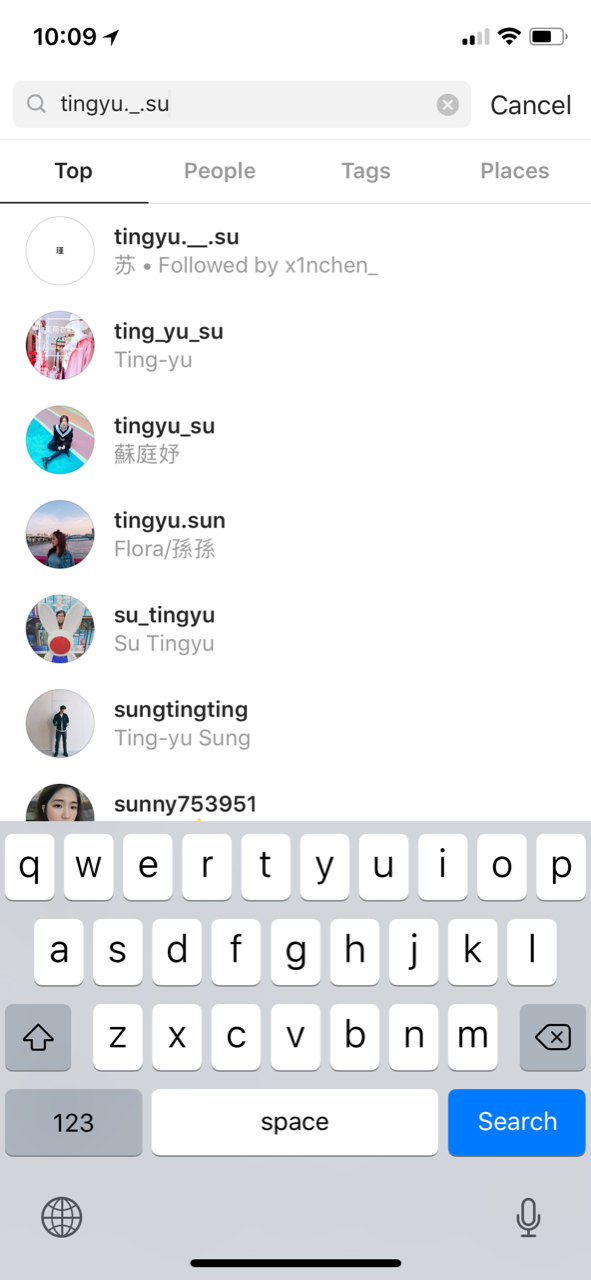 10:09
tingyu._.su
Cancel
Top People Tags Places
瑾
tingyu.__.su
苏 • Followed by x1nchen_
ting_yu_su
Ting-yu
tingyu_su
蘇庭妤
tingyu.sun
Flora/孫孫
su_tingyu
Su Tingyu
sungtingting
Ting-yu Sung
sunny753951
q w e r t y u i o p
a s d f g h j k l
z x c v b n m
123 space Search